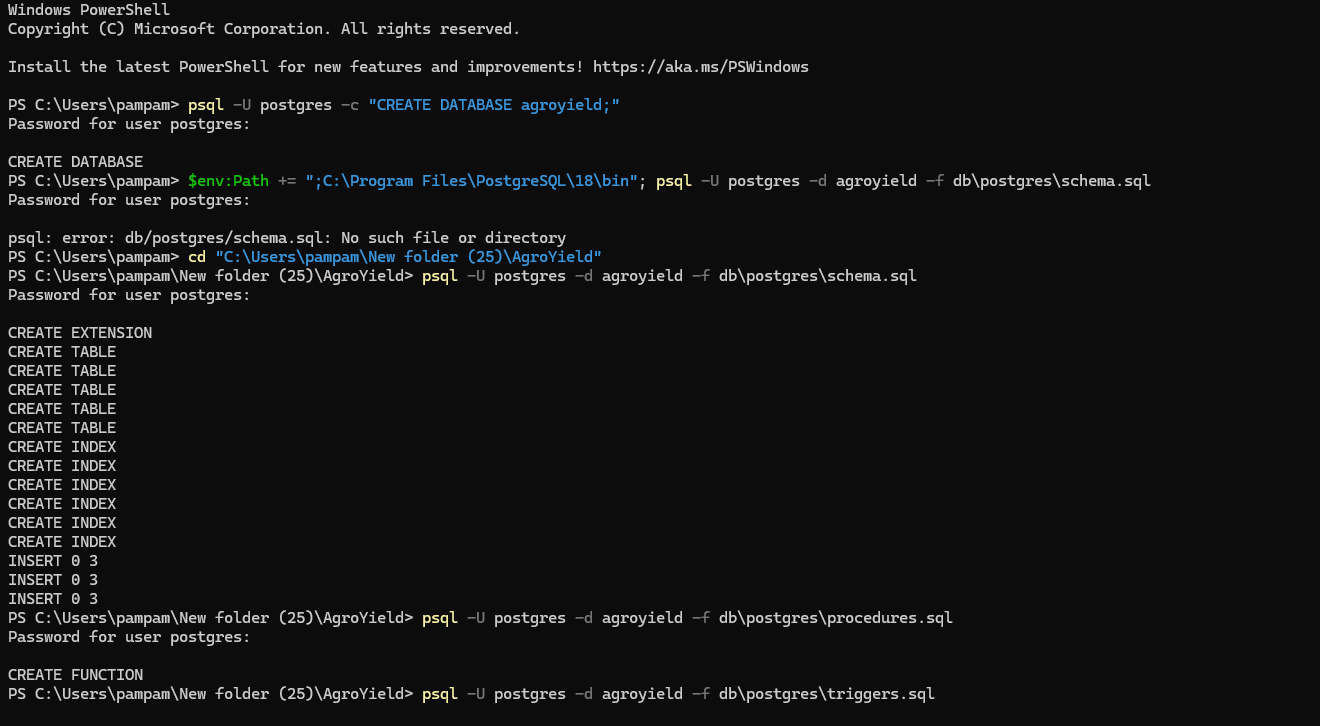 Windows PowerShell
Copyright (C) Microsoft Corporation. All rights reserved.
Install the latest PowerShell for new features and improvements! https://aka.ms/PSWindows
PS C:\Users\pampam> psql -U postgres -c "CREATE DATABASE agroyield;"
Password for user postgres:
CREATE DATABASE
PS C:\Users\pampam> $env:Path += ";C:\Program Files\PostgreSQL\18\bin"; psql -U postgres -d agroyield -f db\postgres\schema.sql
Password for user postgres:
psql: error: db/postgres/schema.sql: No such file or directory
PS C:\Users\pampam> cd "C:\Users\pampam\New folder (25)\AgroYield"
PS C:\Users\pampam\New folder (25)\AgroYield> psql -U postgres -d agroyield -f db\postgres\schema.sql
Password for user postgres:
CREATE EXTENSION
CREATE TABLE
CREATE TABLE
CREATE TABLE
CREATE TABLE
CREATE TABLE
CREATE INDEX
CREATE INDEX
CREATE INDEX
CREATE INDEX
CREATE INDEX
CREATE INDEX
INSERT 0 3
INSERT 0 3
INSERT 0 3
PS C:\Users\pampam\New folder (25)\AgroYield> psql -U postgres -d agroyield -f db\postgres\procedures.sql
Password for user postgres:
CREATE FUNCTION
PS C:\Users\pampam\New folder (25)\AgroYield> psql -U postgres -d agroyield -f db\postgres\triggers.sql